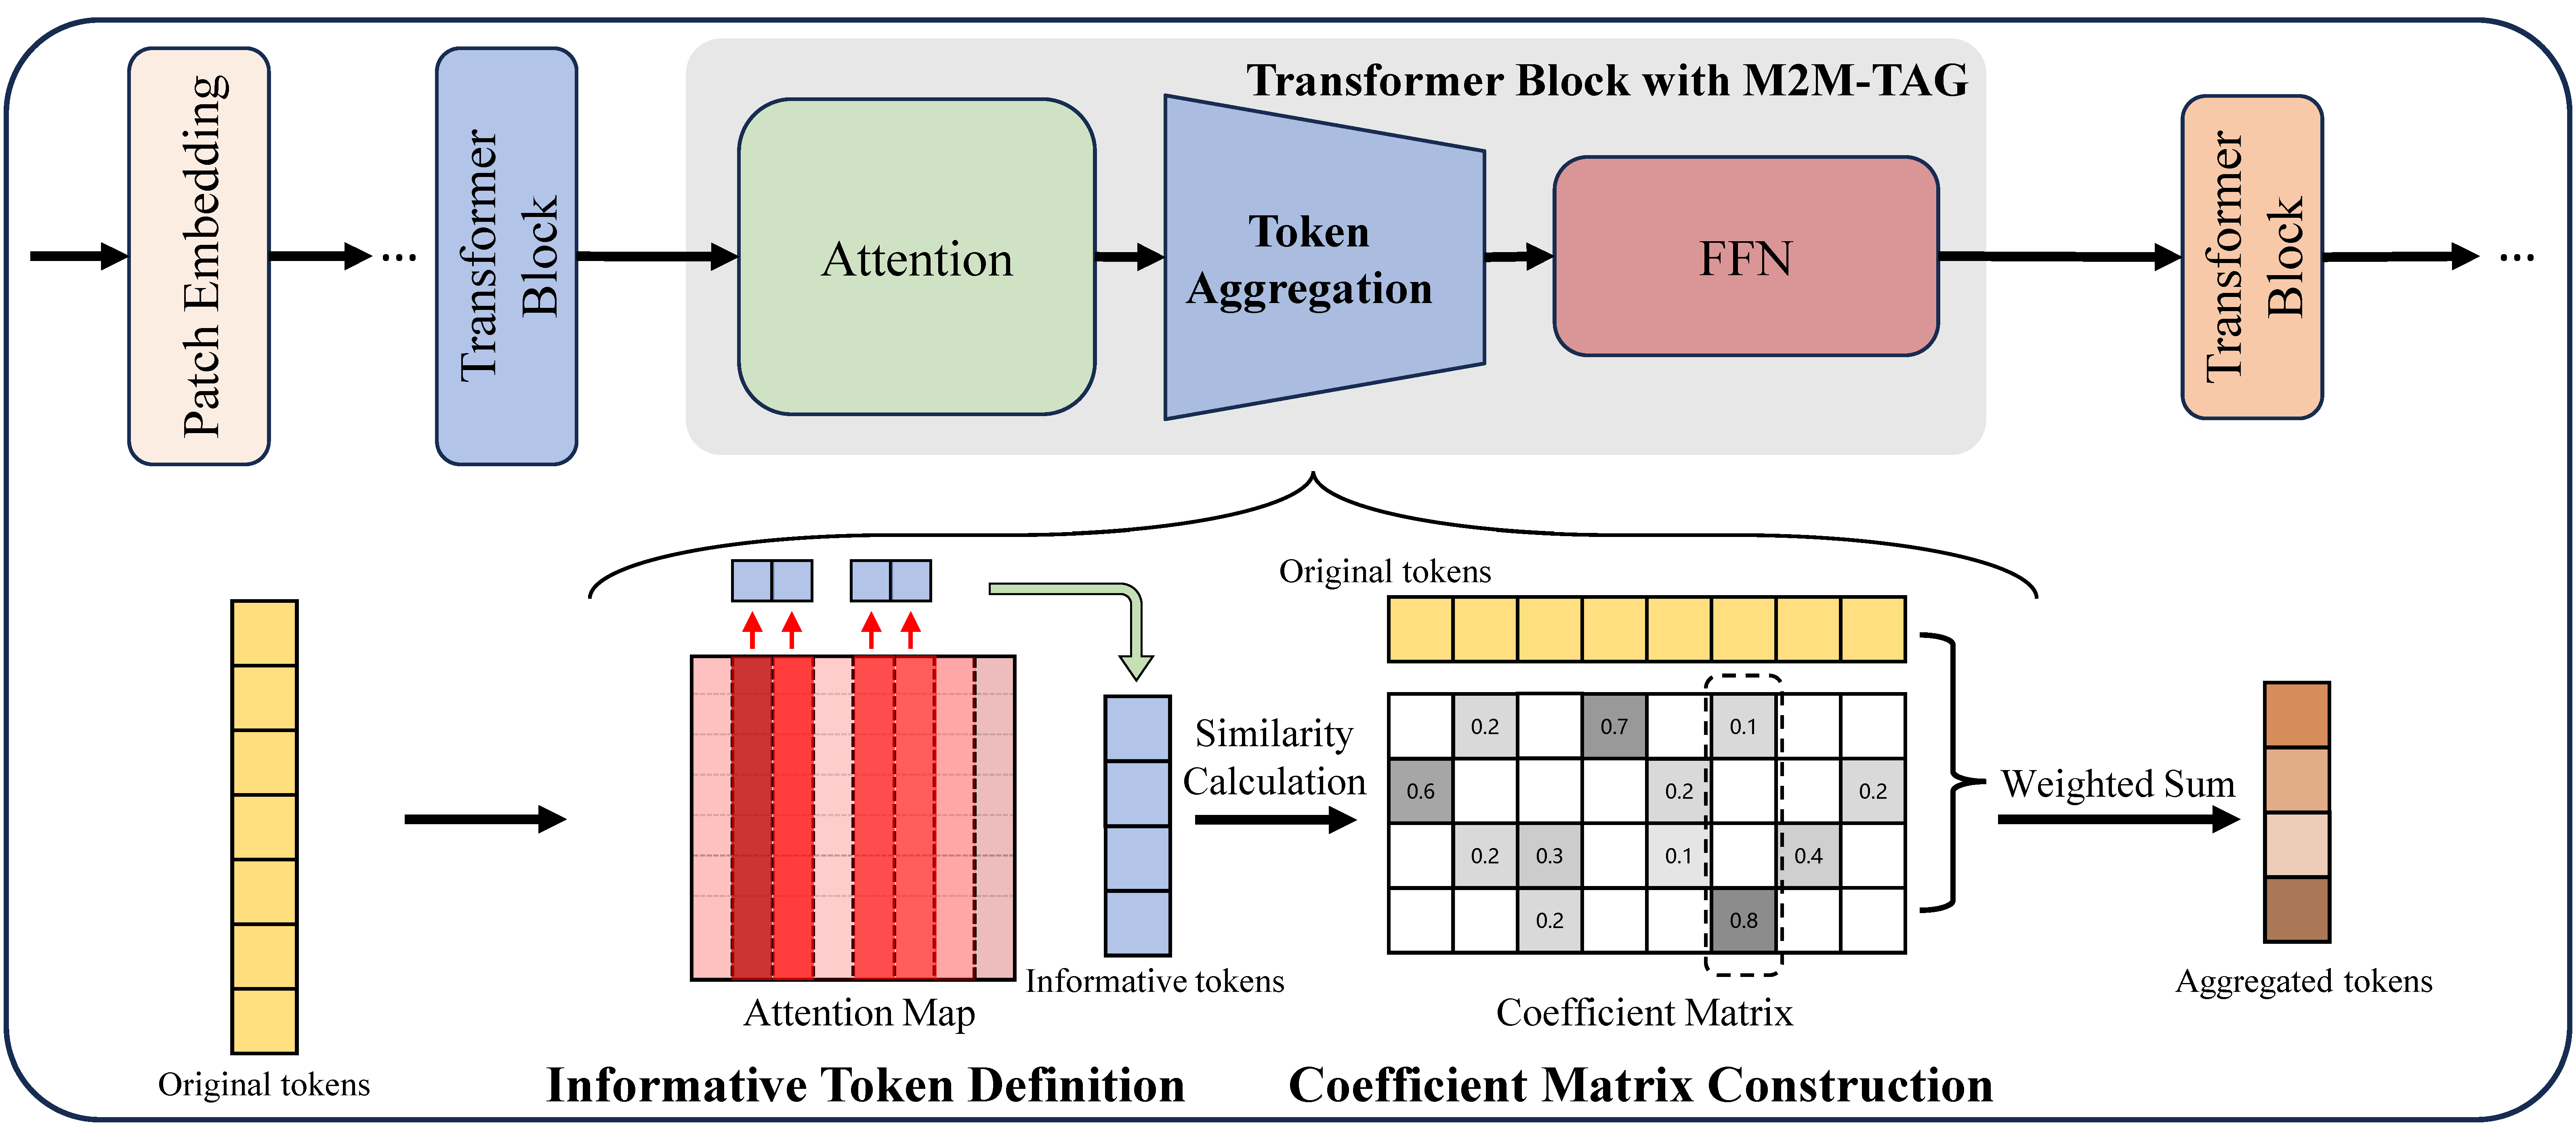 Patch Embedding
...
Transformer
Block
Transformer Block with M2M-TAG
Attention
Token
Aggregation
FFN
Transformer
Block
...
Original tokens
Attention Map
Informative tokens
Informative Token Definition
Similarity
Calculation
Original tokens
0.2 0.7 0.1
0.6 0.2 0.2
0.2 0.3 0.1 0.4
0.2 0.8
Coefficient Matrix
Coefficient Matrix Construction
Weighted Sum
Aggregated tokens